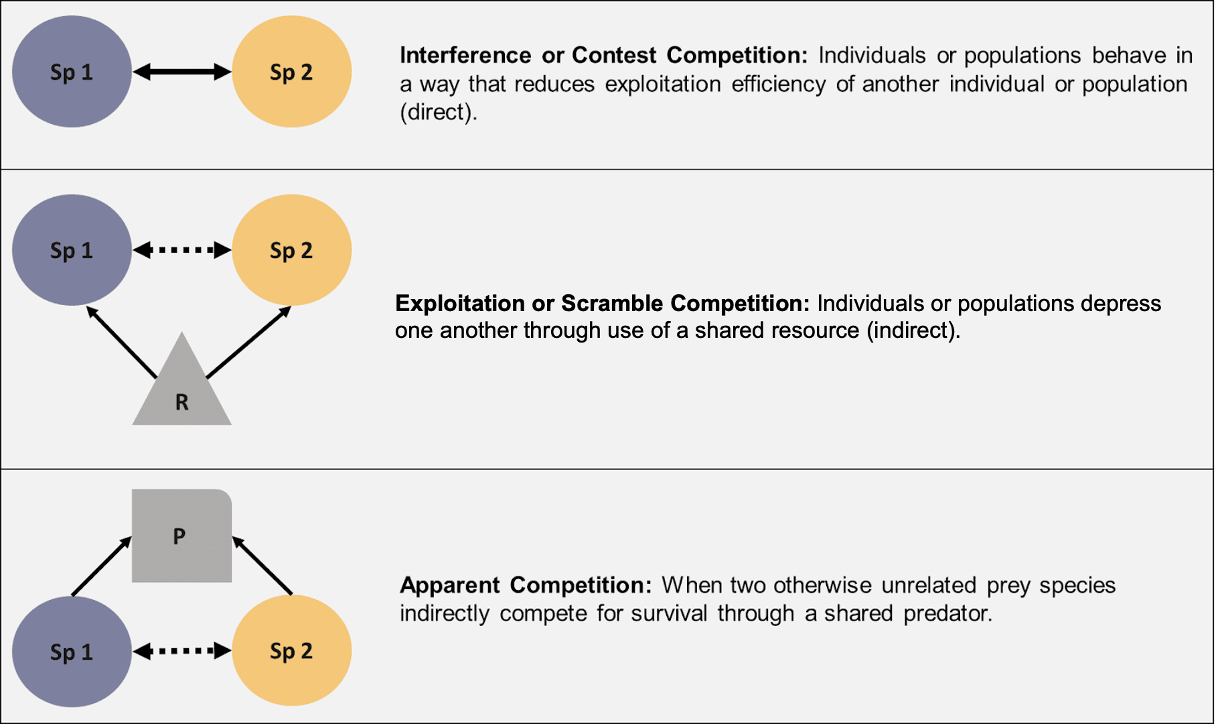 Sp 1
Sp 2
Interference or Contest Competition: Individuals or populations behave in
a way that reduces exploitation efficiency of another individual or population
(direct).
Sp 1
Sp 2
R
Exploitation or Scramble Competition: Individuals or populations depress
one another through use of a shared resource (indirect).
P
Sp 1
Sp 2
Apparent Competition: When two otherwise unrelated prey species
indirectly compete for survival through a shared predator.